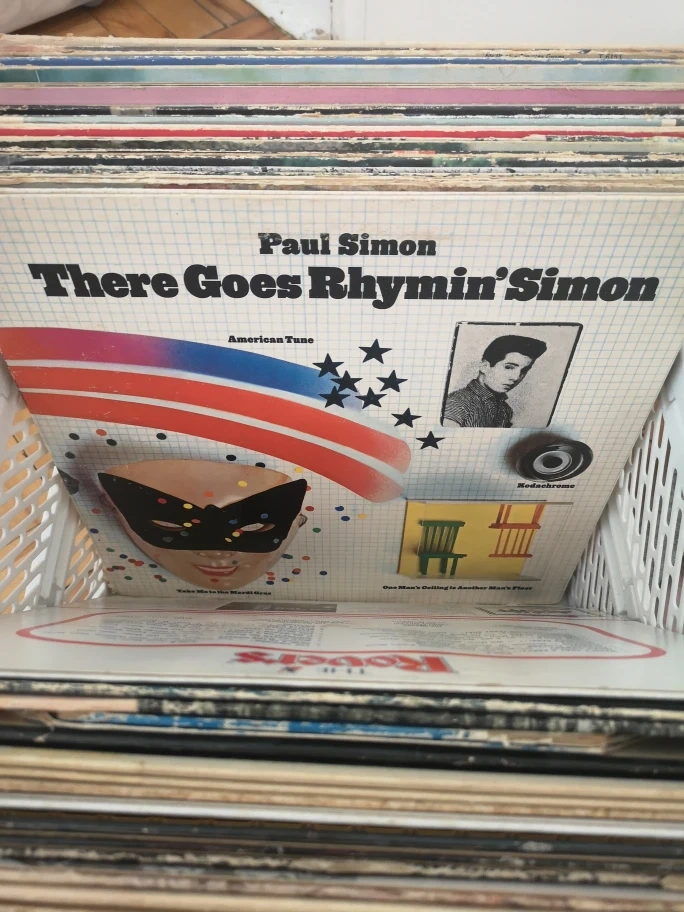 Paul Simon
There Goes Rhymin' Simon
American Tune
Kodachrome
Take Me to the Mardi Gras
One Man's Ceiling is Another Man's Floor
THE
Rovers